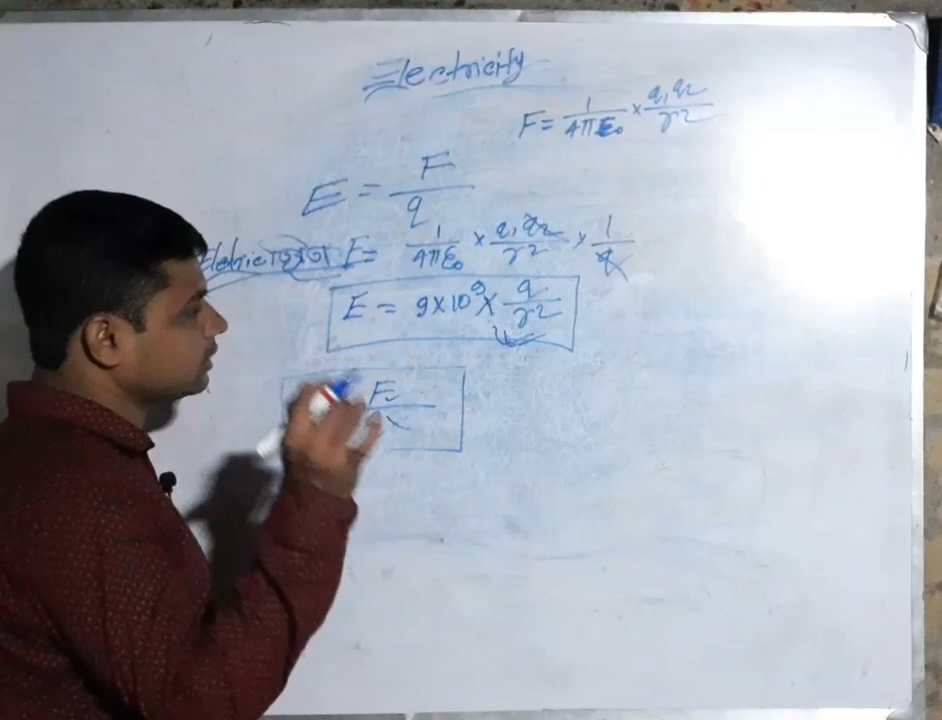 Electricity
F = 1/4πε₀ × q₁q₂/r²
E = F/q
E = 1/4πε₀ × q₁q₂/r² × 1/q
E = 9×10⁹ × q/r²
F